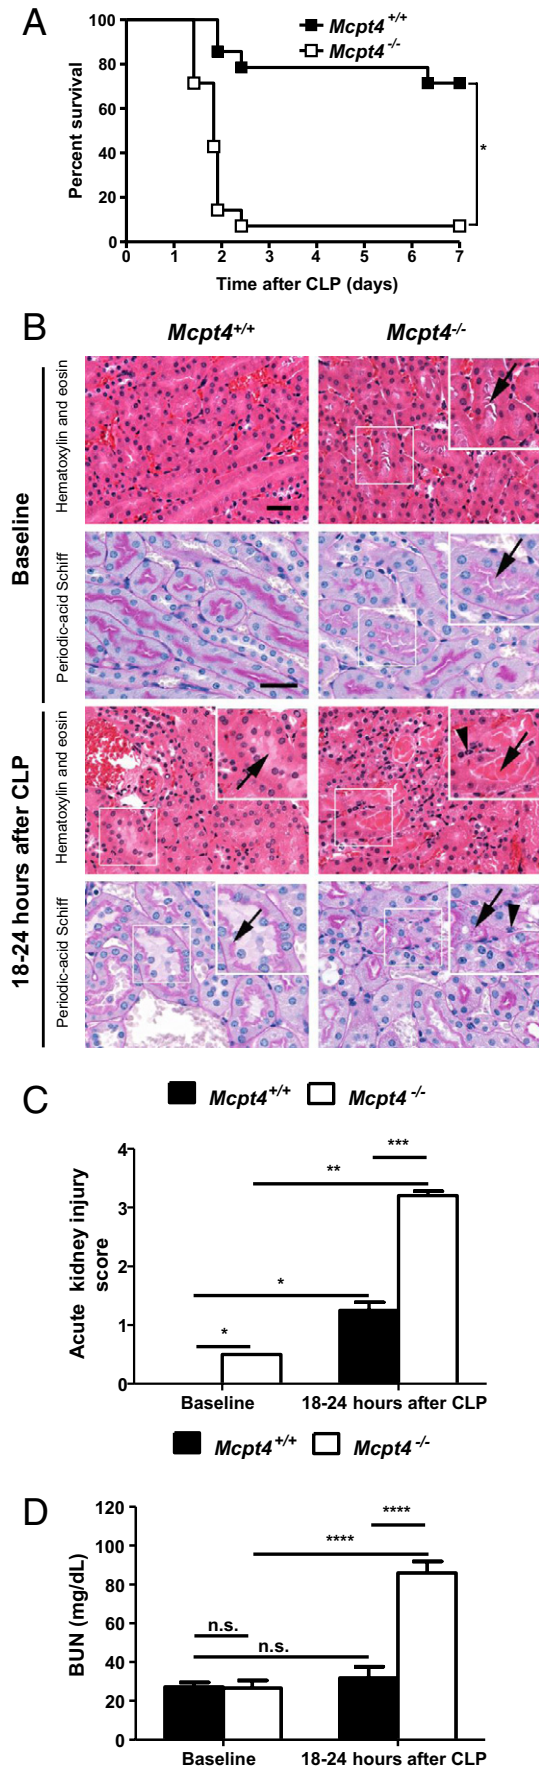 A
Mcpt4+/+
Mcpt4-/-
Percent survival
100
80
60
40
20
0
0 1 2 3 4 5 6 7
*
Time after CLP (days)
B
Mcpt4+/+ Mcpt4-/-
Baseline
Hematoxylin and eosin
Periodic-acid Schiff
18-24 hours after CLP
Hematoxylin and eosin
Periodic-acid Schiff
C
Mcpt4+/+ Mcpt4-/-
Acute kidney injury
score
4
3
2
1
0
***
**
*
*
Baseline 18-24 hours after CLP
Mcpt4+/+ Mcpt4-/-
D
BUN (mg/dL)
120
100
80
60
40
20
0
****
****
n.s.
n.s.
Baseline 18-24 hours after CLP